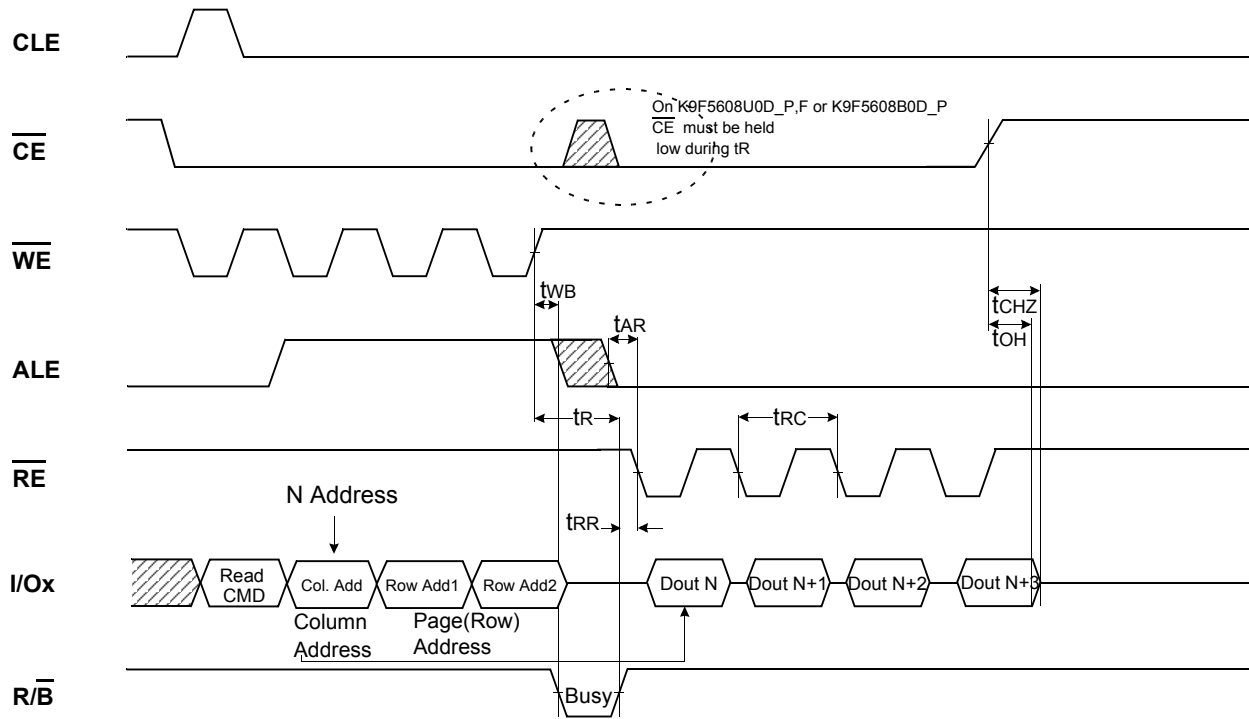 CLE
On K9F5608U0D_P,F or K9F5608B0D_P
CE must be held
low during tR
CE
WE
tWB
tCHZ
tAR
tOH
ALE
tR
tRC
RE
N Address
tRR
I/Ox
Read
CMD
Col. Add
Row Add1
Row Add2
Dout N
Dout N+1
Dout N+2
Dout N+3
Column
Address
Page(Row)
Address
R/B
Busy